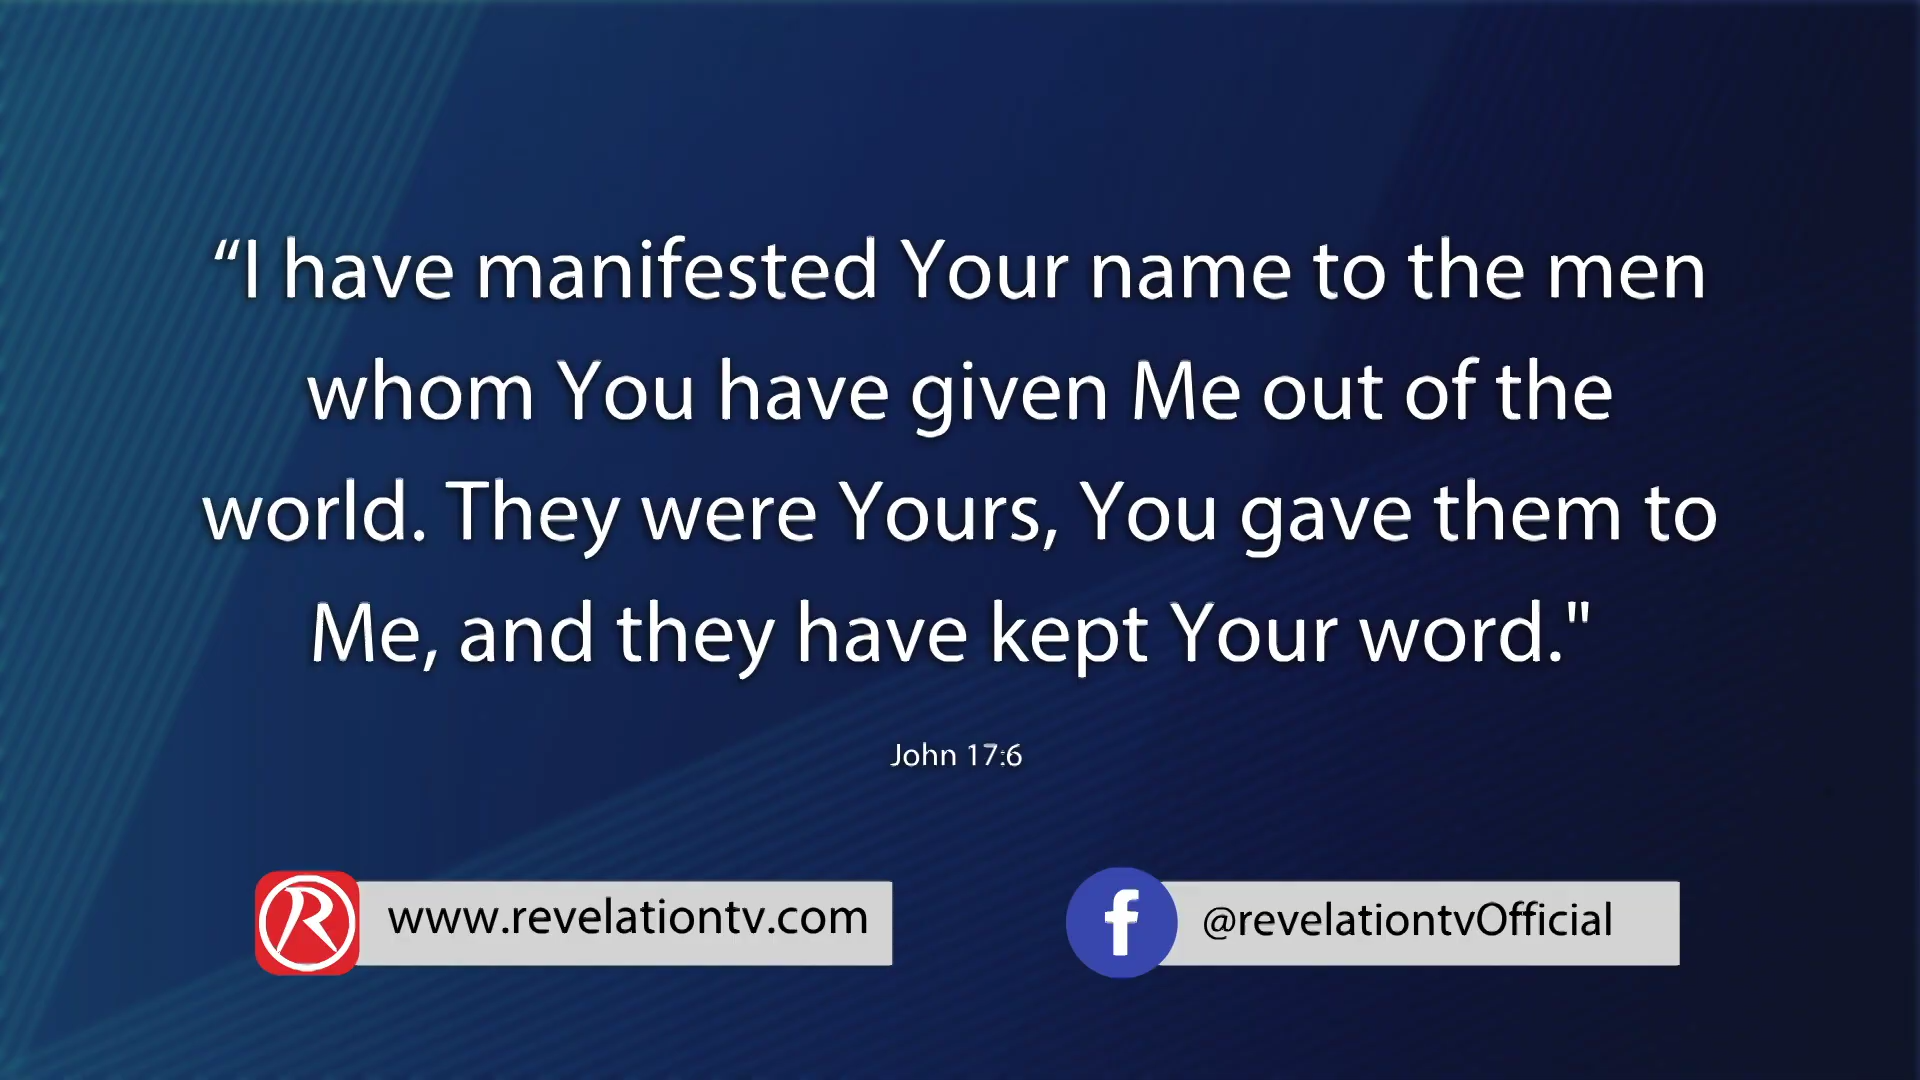 “I have manifested Your name to the men
whom You have given Me out of the
world. They were Yours, You gave them to
Me, and they have kept Your word."
John 17:6
www.revelationtv.com
@revelationtvOfficial